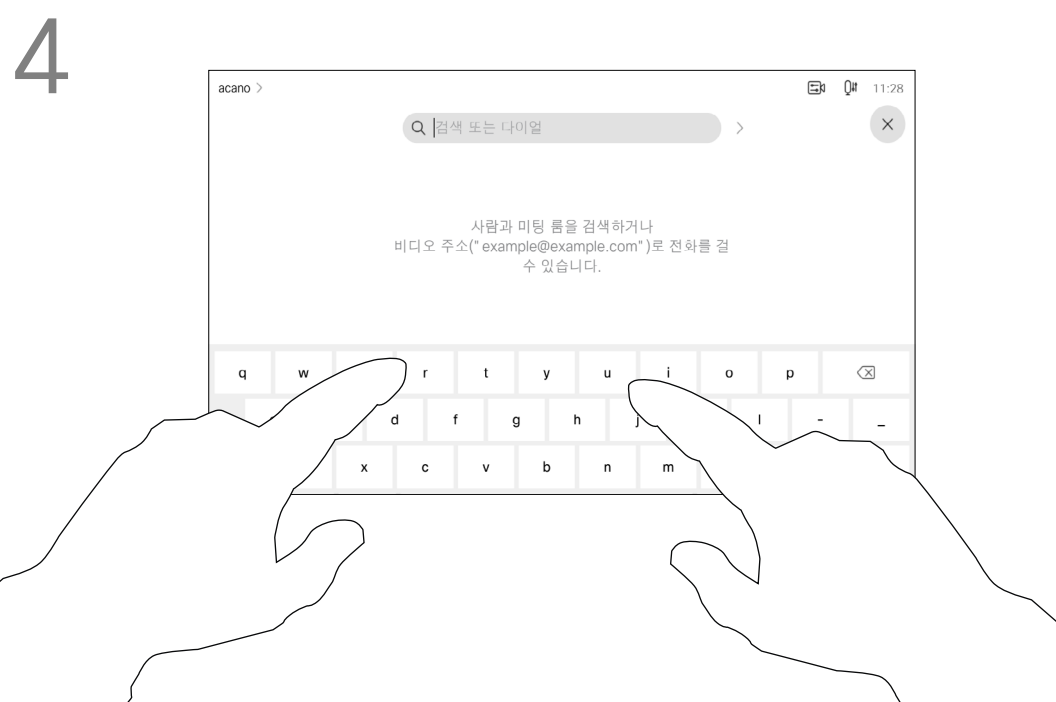 4
acano > 11:28
검색 또는 다이얼 >
사람과 미팅 룸을 검색하거나
비디오 주소("example@example.com")로 전화를 걸
수 있습니다.
q w r t y u i o p
d f g h j l - _
x c v b n m